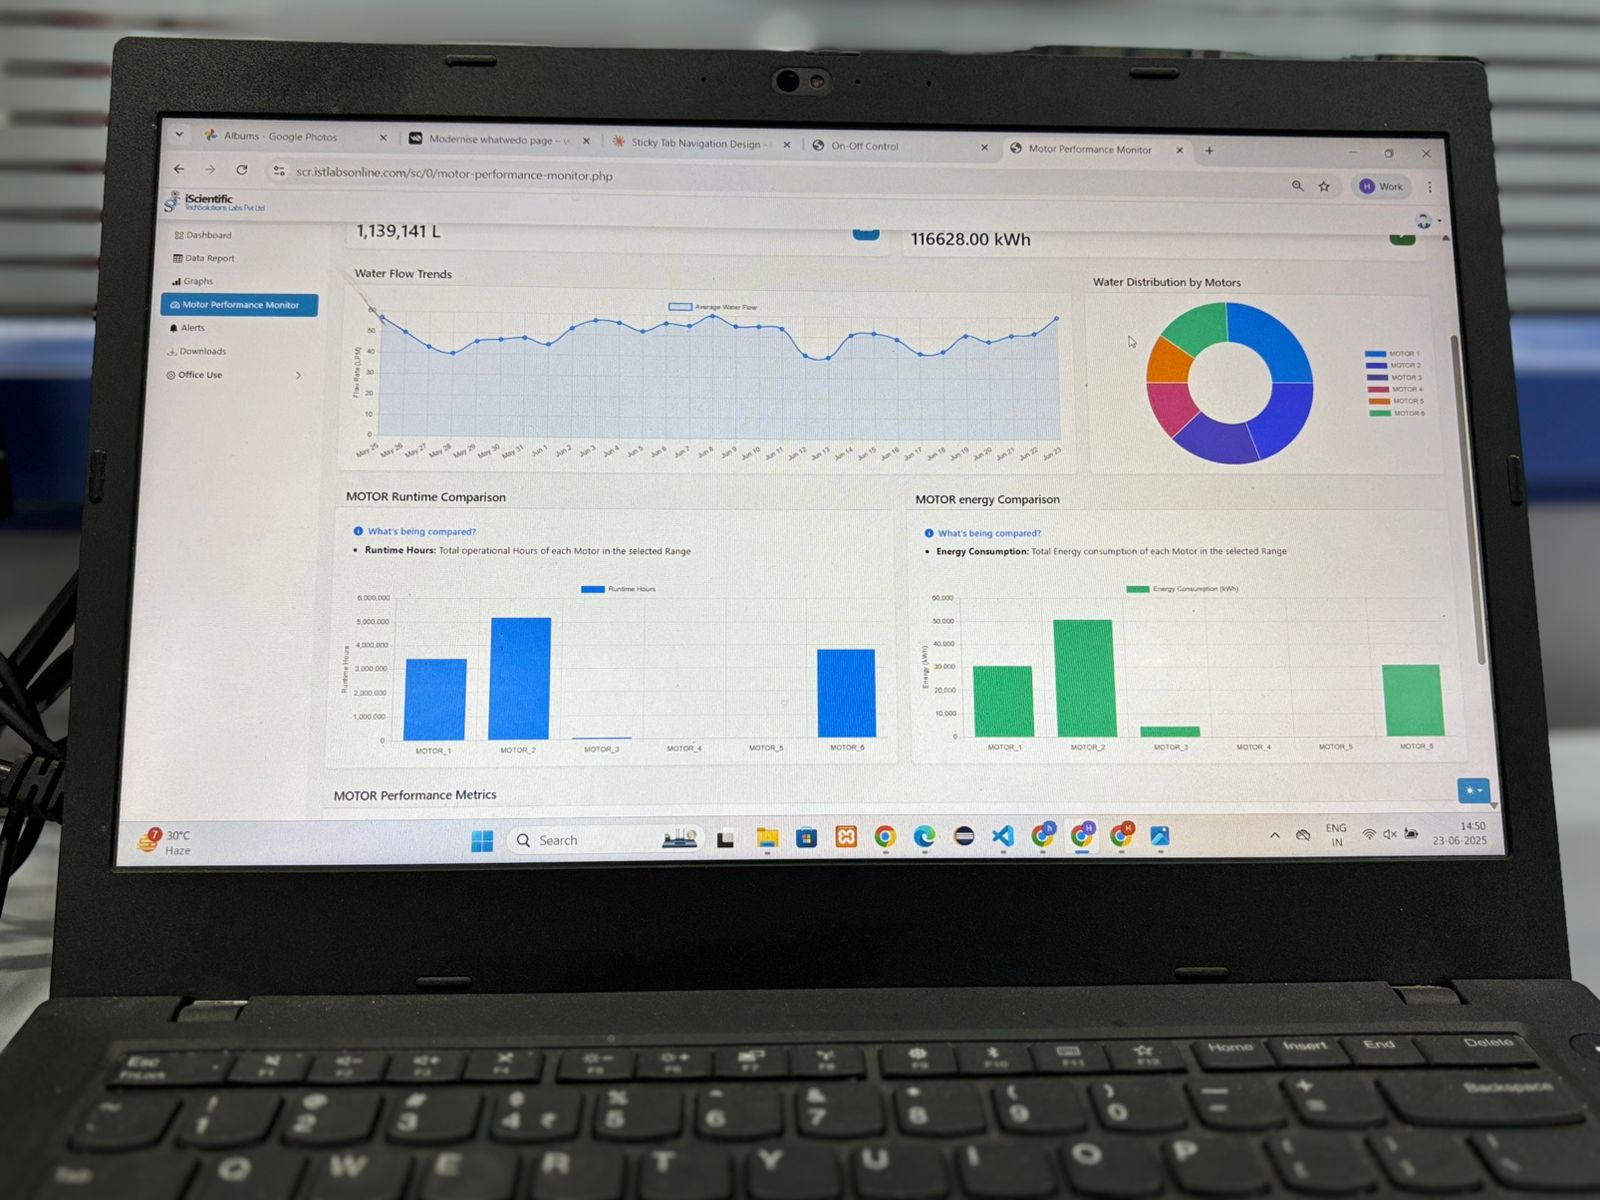 Albums - Google Photos
Modernise whatwedo page – v
Sticky Tab Navigation Design -
On-Off Control
Motor Performance Monitor
scr.istlabsonline.com/sc/0/motor-performance-monitor.php
H Work
iScientific
TechSolutions Labs Pvt Ltd
Dashboard
Data Report
Graphs
Motor Performance Monitor
Alerts
Downloads
Office Use
1,139,141 L
116628.00 kWh
Water Flow Trends
Average Water Flow
Flow Rate (LPM)
60
50
40
30
20
10
0
May 25 May 26 May 27 May 28 May 29 May 30 May 31 Jun 1 Jun 2 Jun 3 Jun 4 Jun 5 Jun 6 Jun 7 Jun 8 Jun 9 Jun 10 Jun 11 Jun 12 Jun 13 Jun 14 Jun 15 Jun 16 Jun 17 Jun 18 Jun 19 Jun 20 Jun 21 Jun 22 Jun 23
Water Distribution by Motors
MOTOR 1
MOTOR 2
MOTOR 3
MOTOR 4
MOTOR 5
MOTOR 6
MOTOR Runtime Comparison
What's being compared?
• Runtime Hours: Total operational Hours of each Motor in the selected Range
Runtime Hours
Runtime Hours
6,000,000
5,000,000
4,000,000
3,000,000
2,000,000
1,000,000
0
MOTOR_1 MOTOR_2 MOTOR_3 MOTOR_4 MOTOR_5 MOTOR_6
MOTOR energy Comparison
What's being compared?
• Energy Consumption: Total Energy consumption of each Motor in the selected Range
Energy Consumption (kWh)
Energy (kWh)
60,000
50,000
40,000
30,000
20,000
10,000
0
MOTOR_1 MOTOR_2 MOTOR_3 MOTOR_4 MOTOR_5 MOTOR_6
MOTOR Performance Metrics
7
30°C
Haze
Search
ENG
IN
14:50
23-06-2025
Esc
FnLock
F1 F2 F3 F4 F5 F6 F7 F8 F9 F10 F11 F12
Home Insert End Delete
~ ! @ # $ % ^ & * ( ) — + Backspace
1 2 3 4 ₹ 5 6 7 8 9 0 - =
Tab Q W E R T Y U I O P